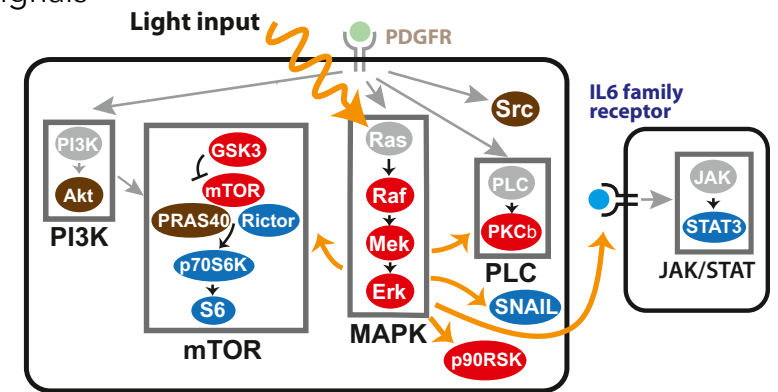 ignals
Light input
PDGFR
IL6 family
receptor
Src
PI3K
Akt
PI3K
GSK3
mTOR
PRAS40
Rictor
p70S6K
S6
mTOR
Ras
Raf
Mek
Erk
MAPK
PLC
PKCb
PLC
SNAIL
p90RSK
JAK
STAT3
JAK/STAT